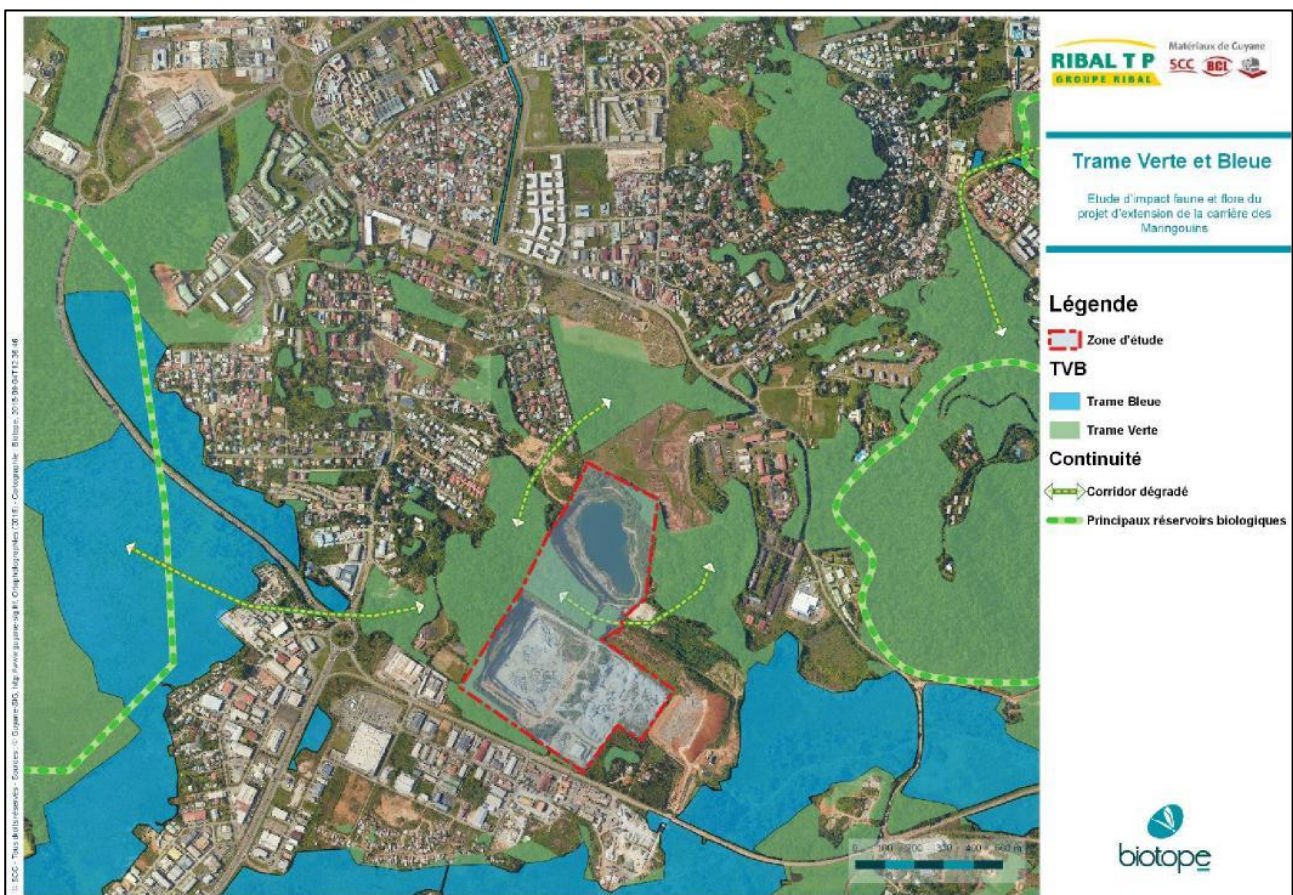 RIBAL T P
GROUPE RIBAL
Matériaux de Guyane
SCC BCL
Trame Verte et Bleue
Etude d'impact faune et flore du
projet d'extension de la carrière des
Maringouins
Légende
Zone d'étude
TVB
Trame Bleue
Trame Verte
Continuité
Corridor dégradé
Principaux réservoirs biologiques
biotope